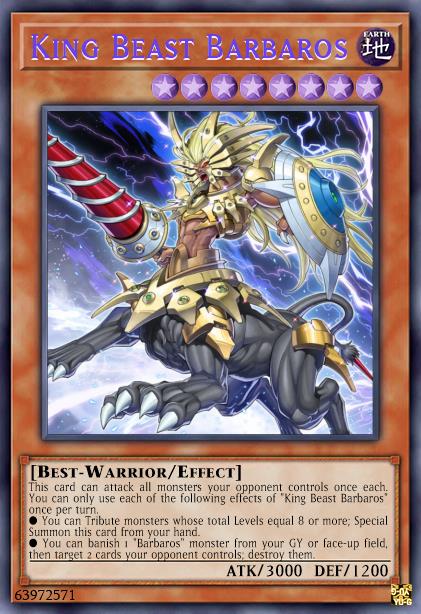 KING BEAST BARBAROS
EARTH
地
[BEST-WARRIOR/EFFECT]
This card can attack all monsters your opponent controls once each.
You can only use each of the following effects of "King Beast Barbaros"
once per turn.
● You can Tribute monsters whose total Levels equal 8 or more; Special
Summon this card from your hand.
● You can banish 1 "Barbaros" monster from your GY or face-up field,
then target 2 cards your opponent controls; destroy them.
ATK/3000 DEF/1200
63972571